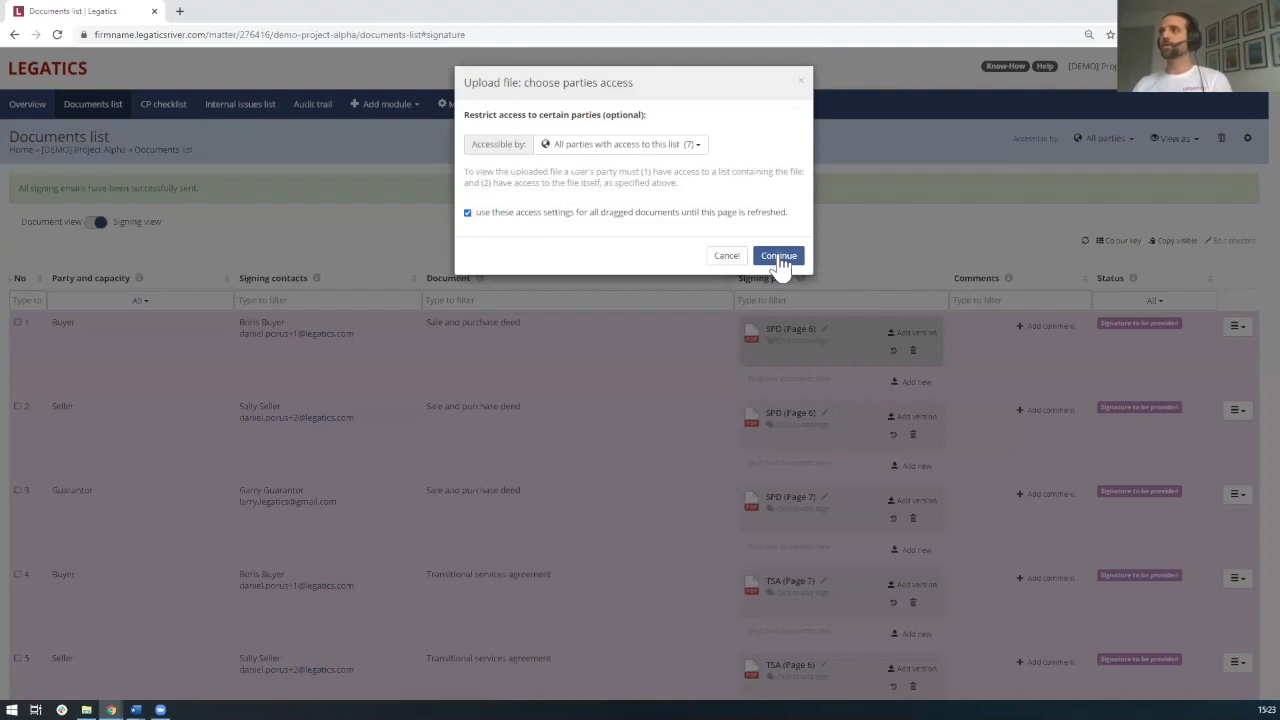 Documents list | Legatics
firmname.legaticsriver.com/matter/276416/demo-project-alpha/documents-list#signature
LEGATICS
Know-How Help [DEMO]
Overview Documents list CP checklist Internal issues list Audit trail Add module
Documents list
Home » [DEMO] Project Alpha » Documents list
Accessible by: All parties View as
All signing emails have been successfully sent.
Document view Signing view
Colour key Copy visible Edit selected
Upload file: choose parties access
Restrict access to certain parties (optional):
Accessible by: All parties with access to this list (7)
To view the uploaded file a user's party must (1) have access to a list containing the file;
and (2) have access to the file itself, as specified above.
use these access settings for all dragged documents until this page is refreshed.
Cancel Continue
No Party and capacity Signing contacts Document Signing Comments Status
Type to All Type to filter Type to filter Type to filter Type to filter All
1 Buyer Boris Buyer Sale and purchase deed SPD (Page 6) Add version Add comment Signature to be provided
daniel.porus+1@legatics.com
Add new
2 Seller Sally Seller Sale and purchase deed SPD (Page 6) Add version Add comment Signature to be provided
daniel.porus+2@legatics.com
Add new
3 Guarantor Garry Guarantor Sale and purchase deed SPD (Page 7) Add version Add comment Signature to be provided
larry.legatics@gmail.com
Add new
4 Buyer Boris Buyer Transitional services agreement TSA (Page 7) Add version Add comment Signature to be provided
daniel.porus+1@legatics.com
Add new
5 Seller Sally Seller Transitional services agreement TSA (Page 6) Add version Add comment Signature to be provided
daniel.porus+2@legatics.com
15:23